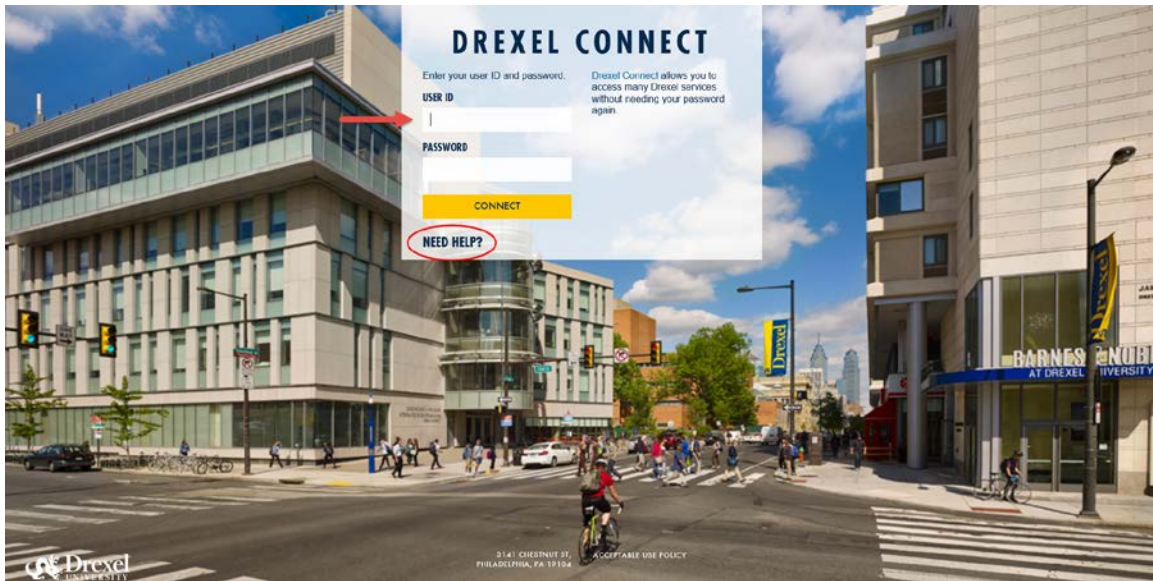 DREXEL CONNECT
Enter your user ID and password.
USER ID
PASSWORD
CONNECT
NEED HELP?
Drexel Connect allows you to
access many Drexel services
without needing your password
again.
Drexel
Drexel
BARNES & NOBL
AT DREXEL UNIVERSITY
Drexel
UNIVERSITY
3141 CHESTNUT ST,
PHILADELPHIA, PA 19104
ACCEPTABLE USE POLICY